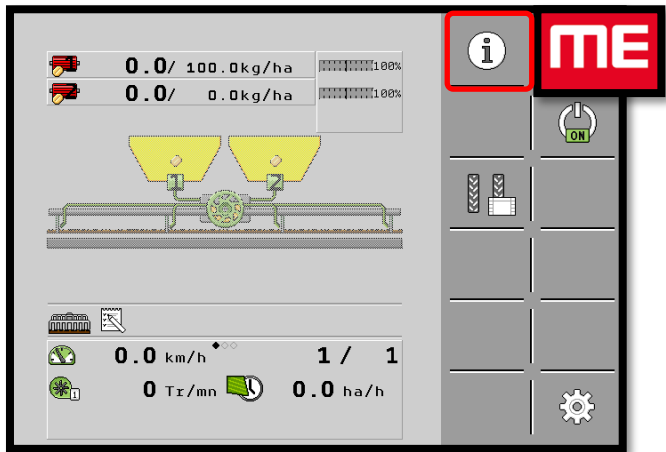 0.0/ 100.0kg/ha 100%
0.0/ 0.0kg/ha 100%
i
ME
ON
1 2
0.0 km/h 1/ 1
1 0 Tr/mn 0.0 ha/h